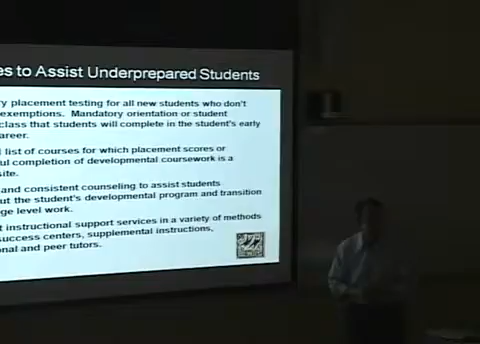 es to Assist Underprepared Students
ry placement testing for all new students who don't
exemptions. Mandatory orientation or student
class that students will complete in the student's early
areer.
list of courses for which placement scores or
ul completion of developmental coursework is a
site.
and consistent counseling to assist students
out the student's developmental program and transition
ge level work.
t instructional support services in a variety of methods
success centers, supplemental instructions,
onal and peer tutors.